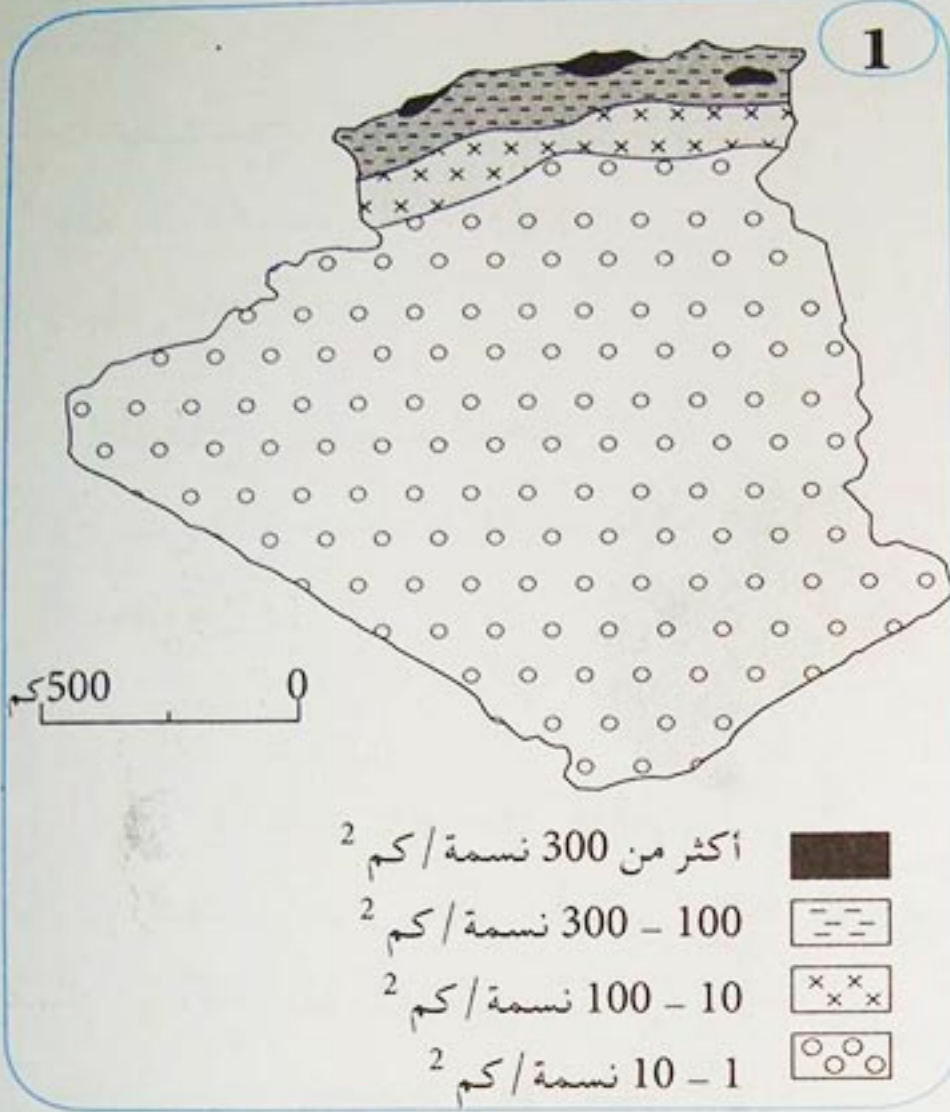 1
500كم 0
أكثر من 300 نسمة / كم 2
100 – 300 نسمة / كم 2
10 – 100 نسمة / كم 2
1 – 10 نسمة / كم 2